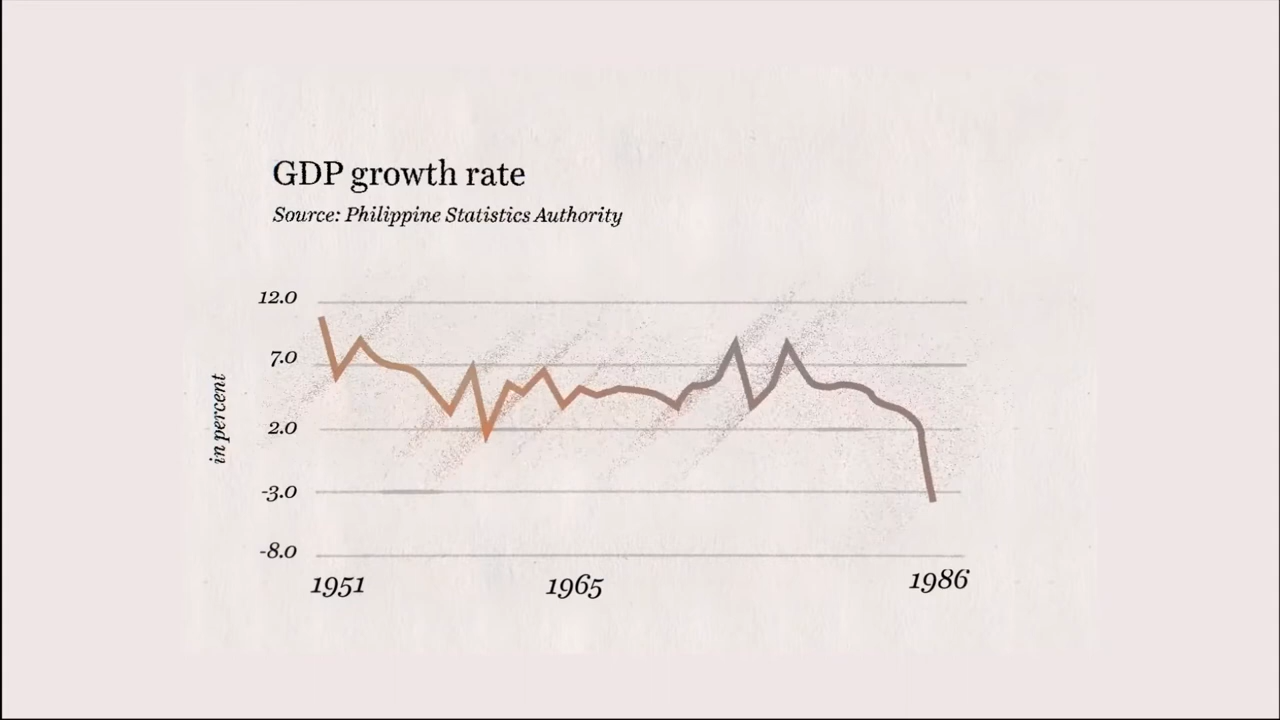 GDP growth rate
Source: Philippine Statistics Authority
12.0
7.0
2.0
-3.0
-8.0
in percent
1951
1965
1986